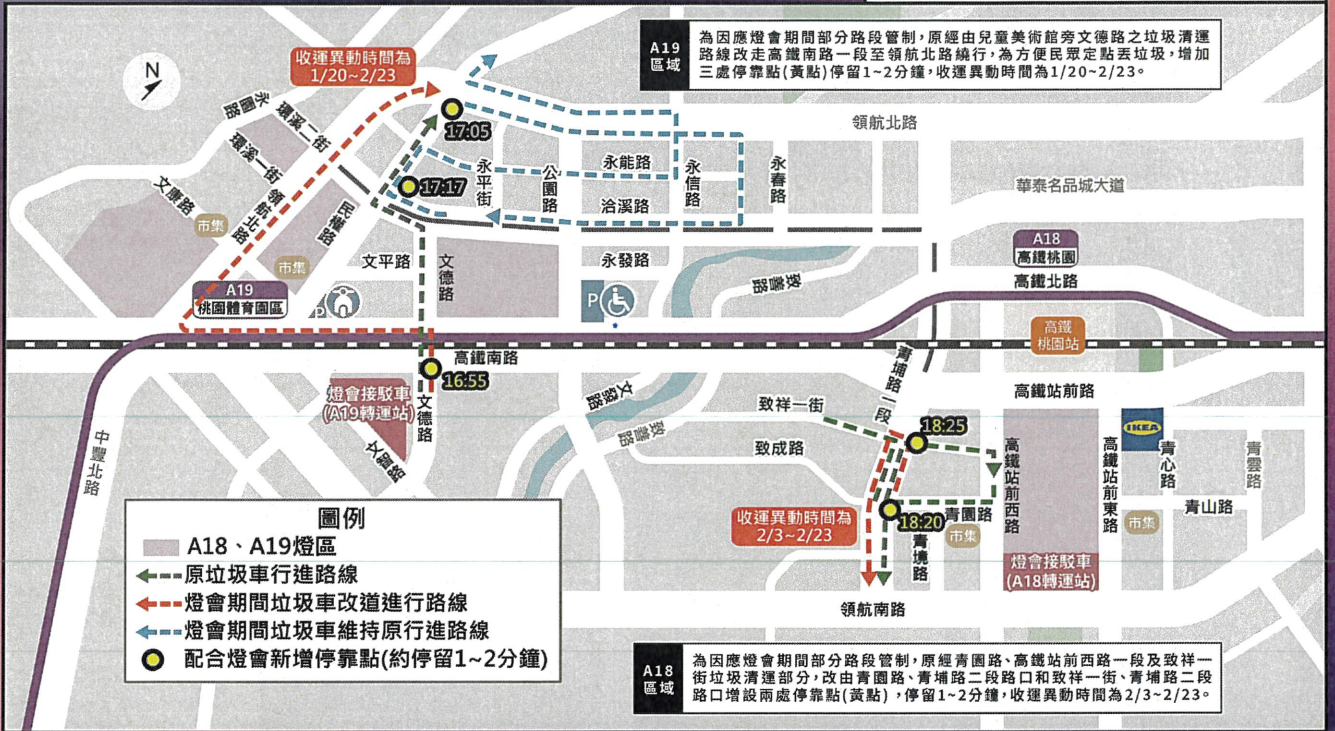 A19
區域
為因應燈會期間部分路段管制，原經由兒童美術館旁文德路之垃圾清運
路線改走高鐵南路一段至領航北路繞行，為方便民眾定點丟垃圾，增加
三處停靠點(黃點)停留1~2分鐘，收運異動時間為1/20~2/23。
收運異動時間為
1/20~2/23
N
永園路
環溪二街
環溪一街
文康路
領航北路
市集
民權路
市集
17:05
17:17
永平街
公園路
永能路
洽溪路
永信路
永春路
領航北路
華泰名品城大道
文平路
文德路
永發路
致善路
A18
高鐵桃園
高鐵北路
A19
桃園體育園區
P
P
高鐵
桃園站
高鐵南路
16:55
燈會接駁車
(A19轉運站)
文德路
文智路
文發路
致善路
中豐北路
青埔路一段
高鐵站前路
致祥一街
致成路
18:25
18:20
青園路
市集
青境路
高鐵站前西路
高鐵站前東路
IKEA
青心路
青雲路
青山路
市集
收運異動時間為
2/3~2/23
燈會接駁車
(A18轉運站)
領航南路
圖例
A18、A19燈區
原垃圾車行進路線
燈會期間垃圾車改道進行路線
燈會期間垃圾車維持原行進路線
配合燈會新增停靠點(約停留1~2分鐘)
A18
區域
為因應燈會期間部分路段管制，原經青園路、高鐵站前西路一段及致祥一
街垃圾清運部分，改由青園路、青埔路二段路口和致祥一街、青埔路二段
路口增設兩處停靠點(黃點)，停留1~2分鐘，收運異動時間為2/3~2/23。